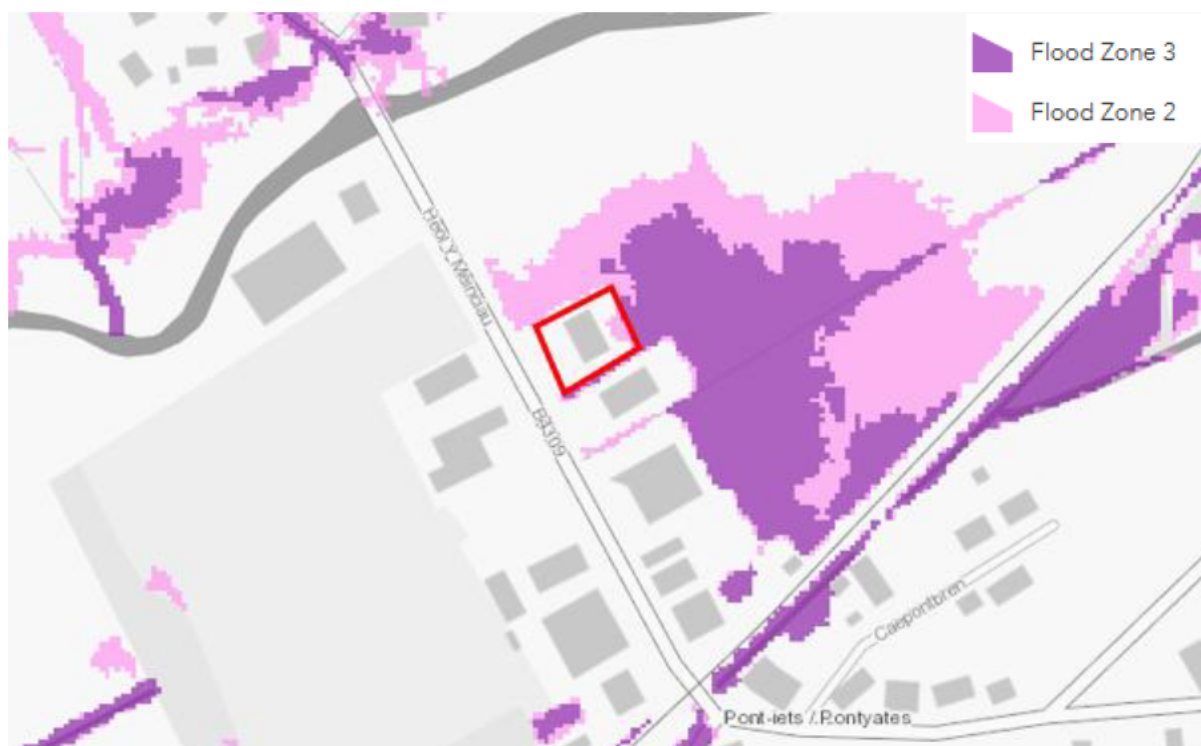 Flood Zone 3
Flood Zone 2
Heol Y Meinciau
B4309
Caepontbren
Pont-iets / Pontyates